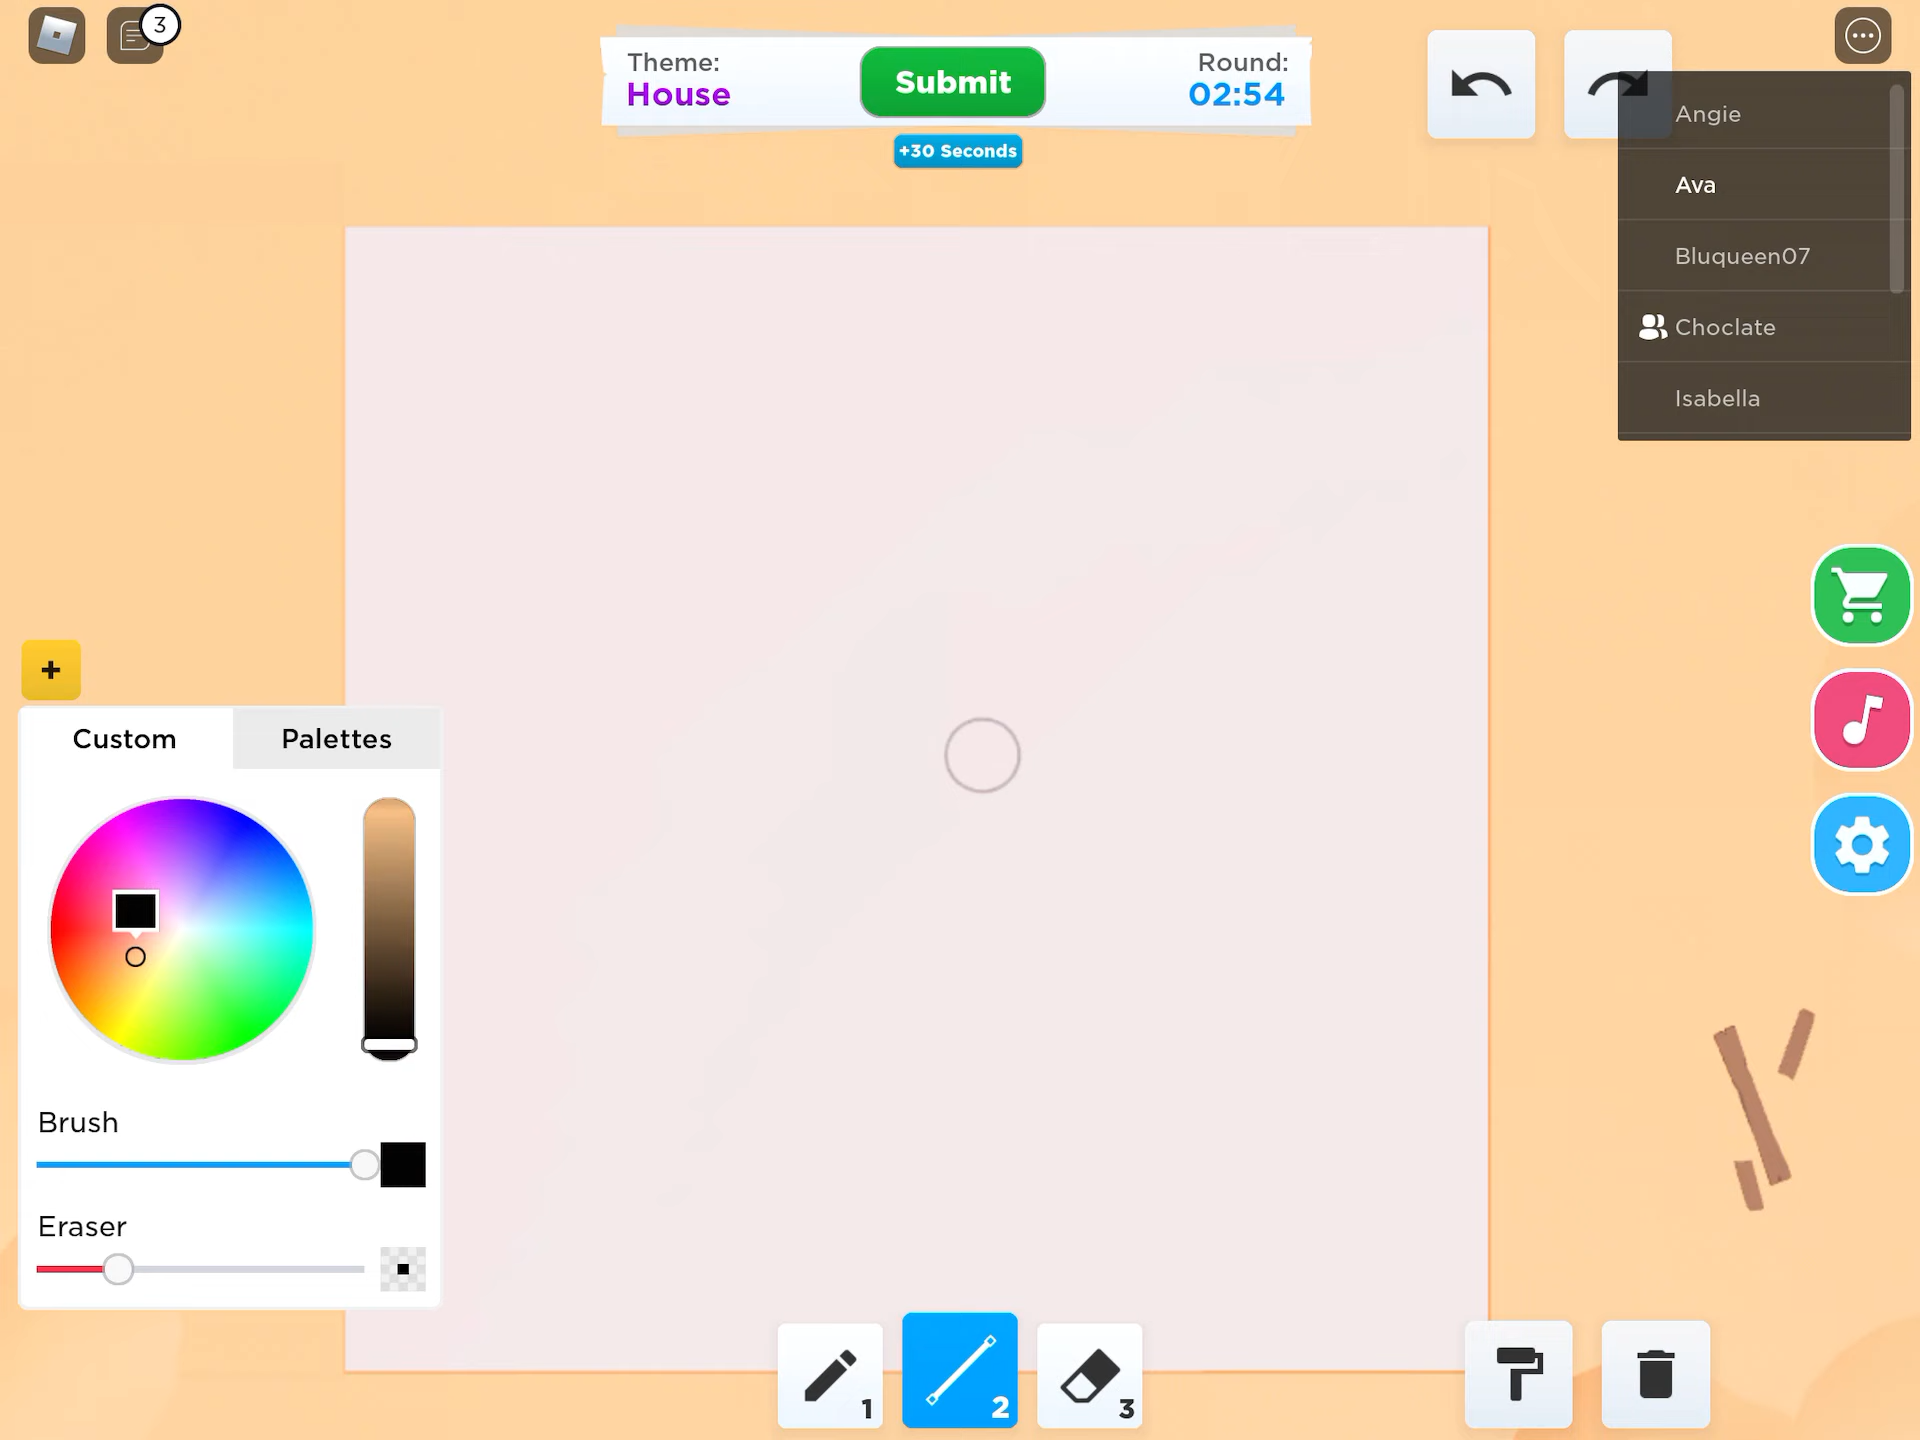 3
Theme:
House
Submit
Round:
02:54
+30 Seconds
Angie
Ava
Bluqueen07
Choclate
Isabella
+
Custom
Palettes
Brush
Eraser
1
2
3